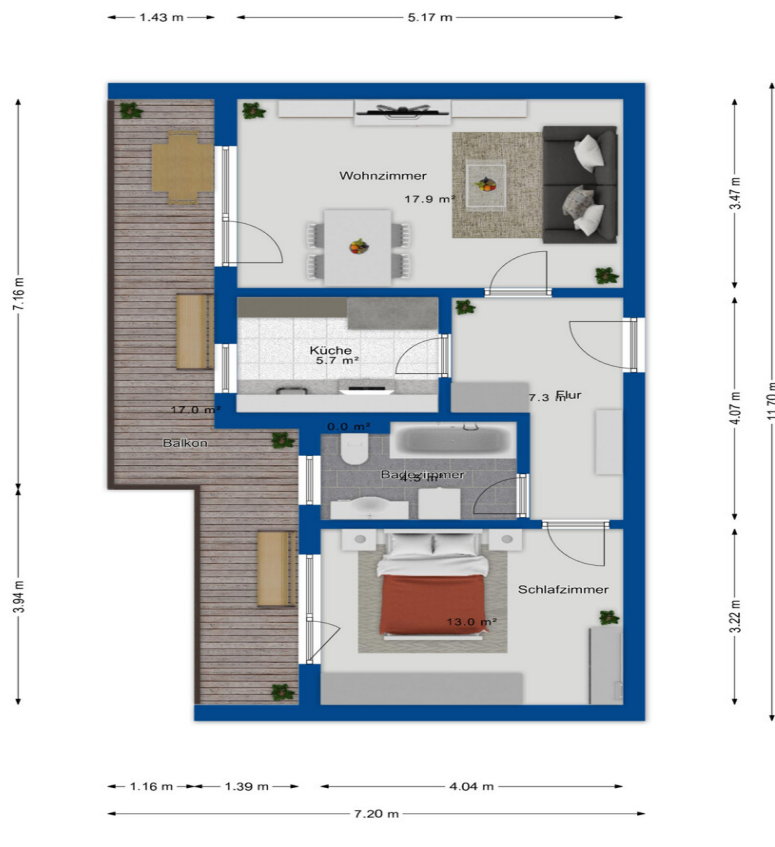 1.43 m
5.17 m
Wohnzimmer
17.9 m²
3.47 m
7.16 m
Küche
5.7 m²
Flur
7.3 m²
4.07 m
11.70 m
17.0 m²
Balkon
0.0 m²
Badezimmer
4.5 m²
Schlafzimmer
13.0 m²
3.94 m
3.22 m
1.16 m
1.39 m
4.04 m
7.20 m